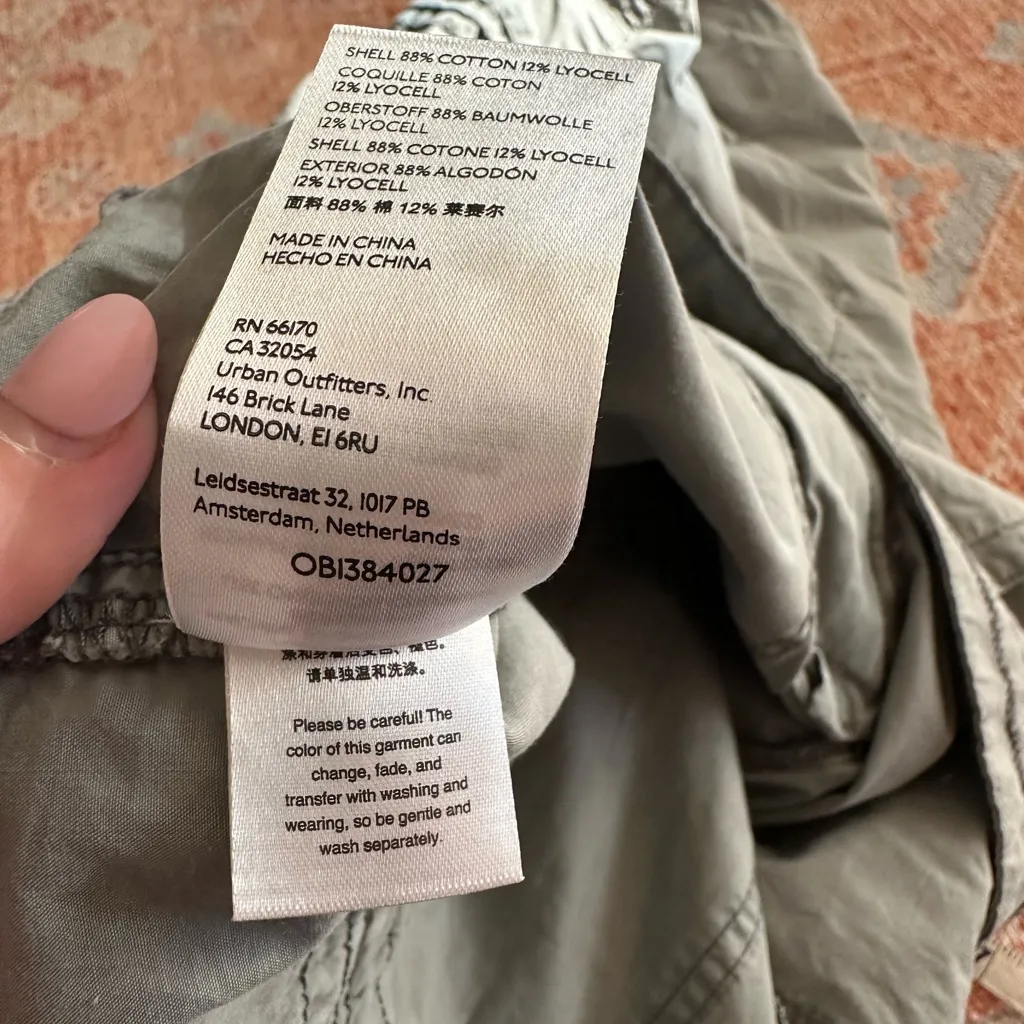 SHELL 88% COTTON 12% LYOCELL
COQUILLE 88% COTON
12% LYOCELL
OBERSTOFF 88% BAUMWOLLE
12% LYOCELL
SHELL 88% COTONE 12% LYOCELL
EXTERIOR 88% ALGODÓN
12% LYOCELL
面料 88% 棉 12% 莱赛尔
MADE IN CHINA
HECHO EN CHINA
RN 66170
CA 32054
Urban Outfitters, Inc
146 Brick Lane
LONDON, E1 6RU
Leidsestraat 32, 1017 PB
Amsterdam, Netherlands
OB1384027
请单独温和洗涤。
Please be careful! The
color of this garment can
change, fade, and
transfer with washing and
wearing, so be gentle and
wash separately.